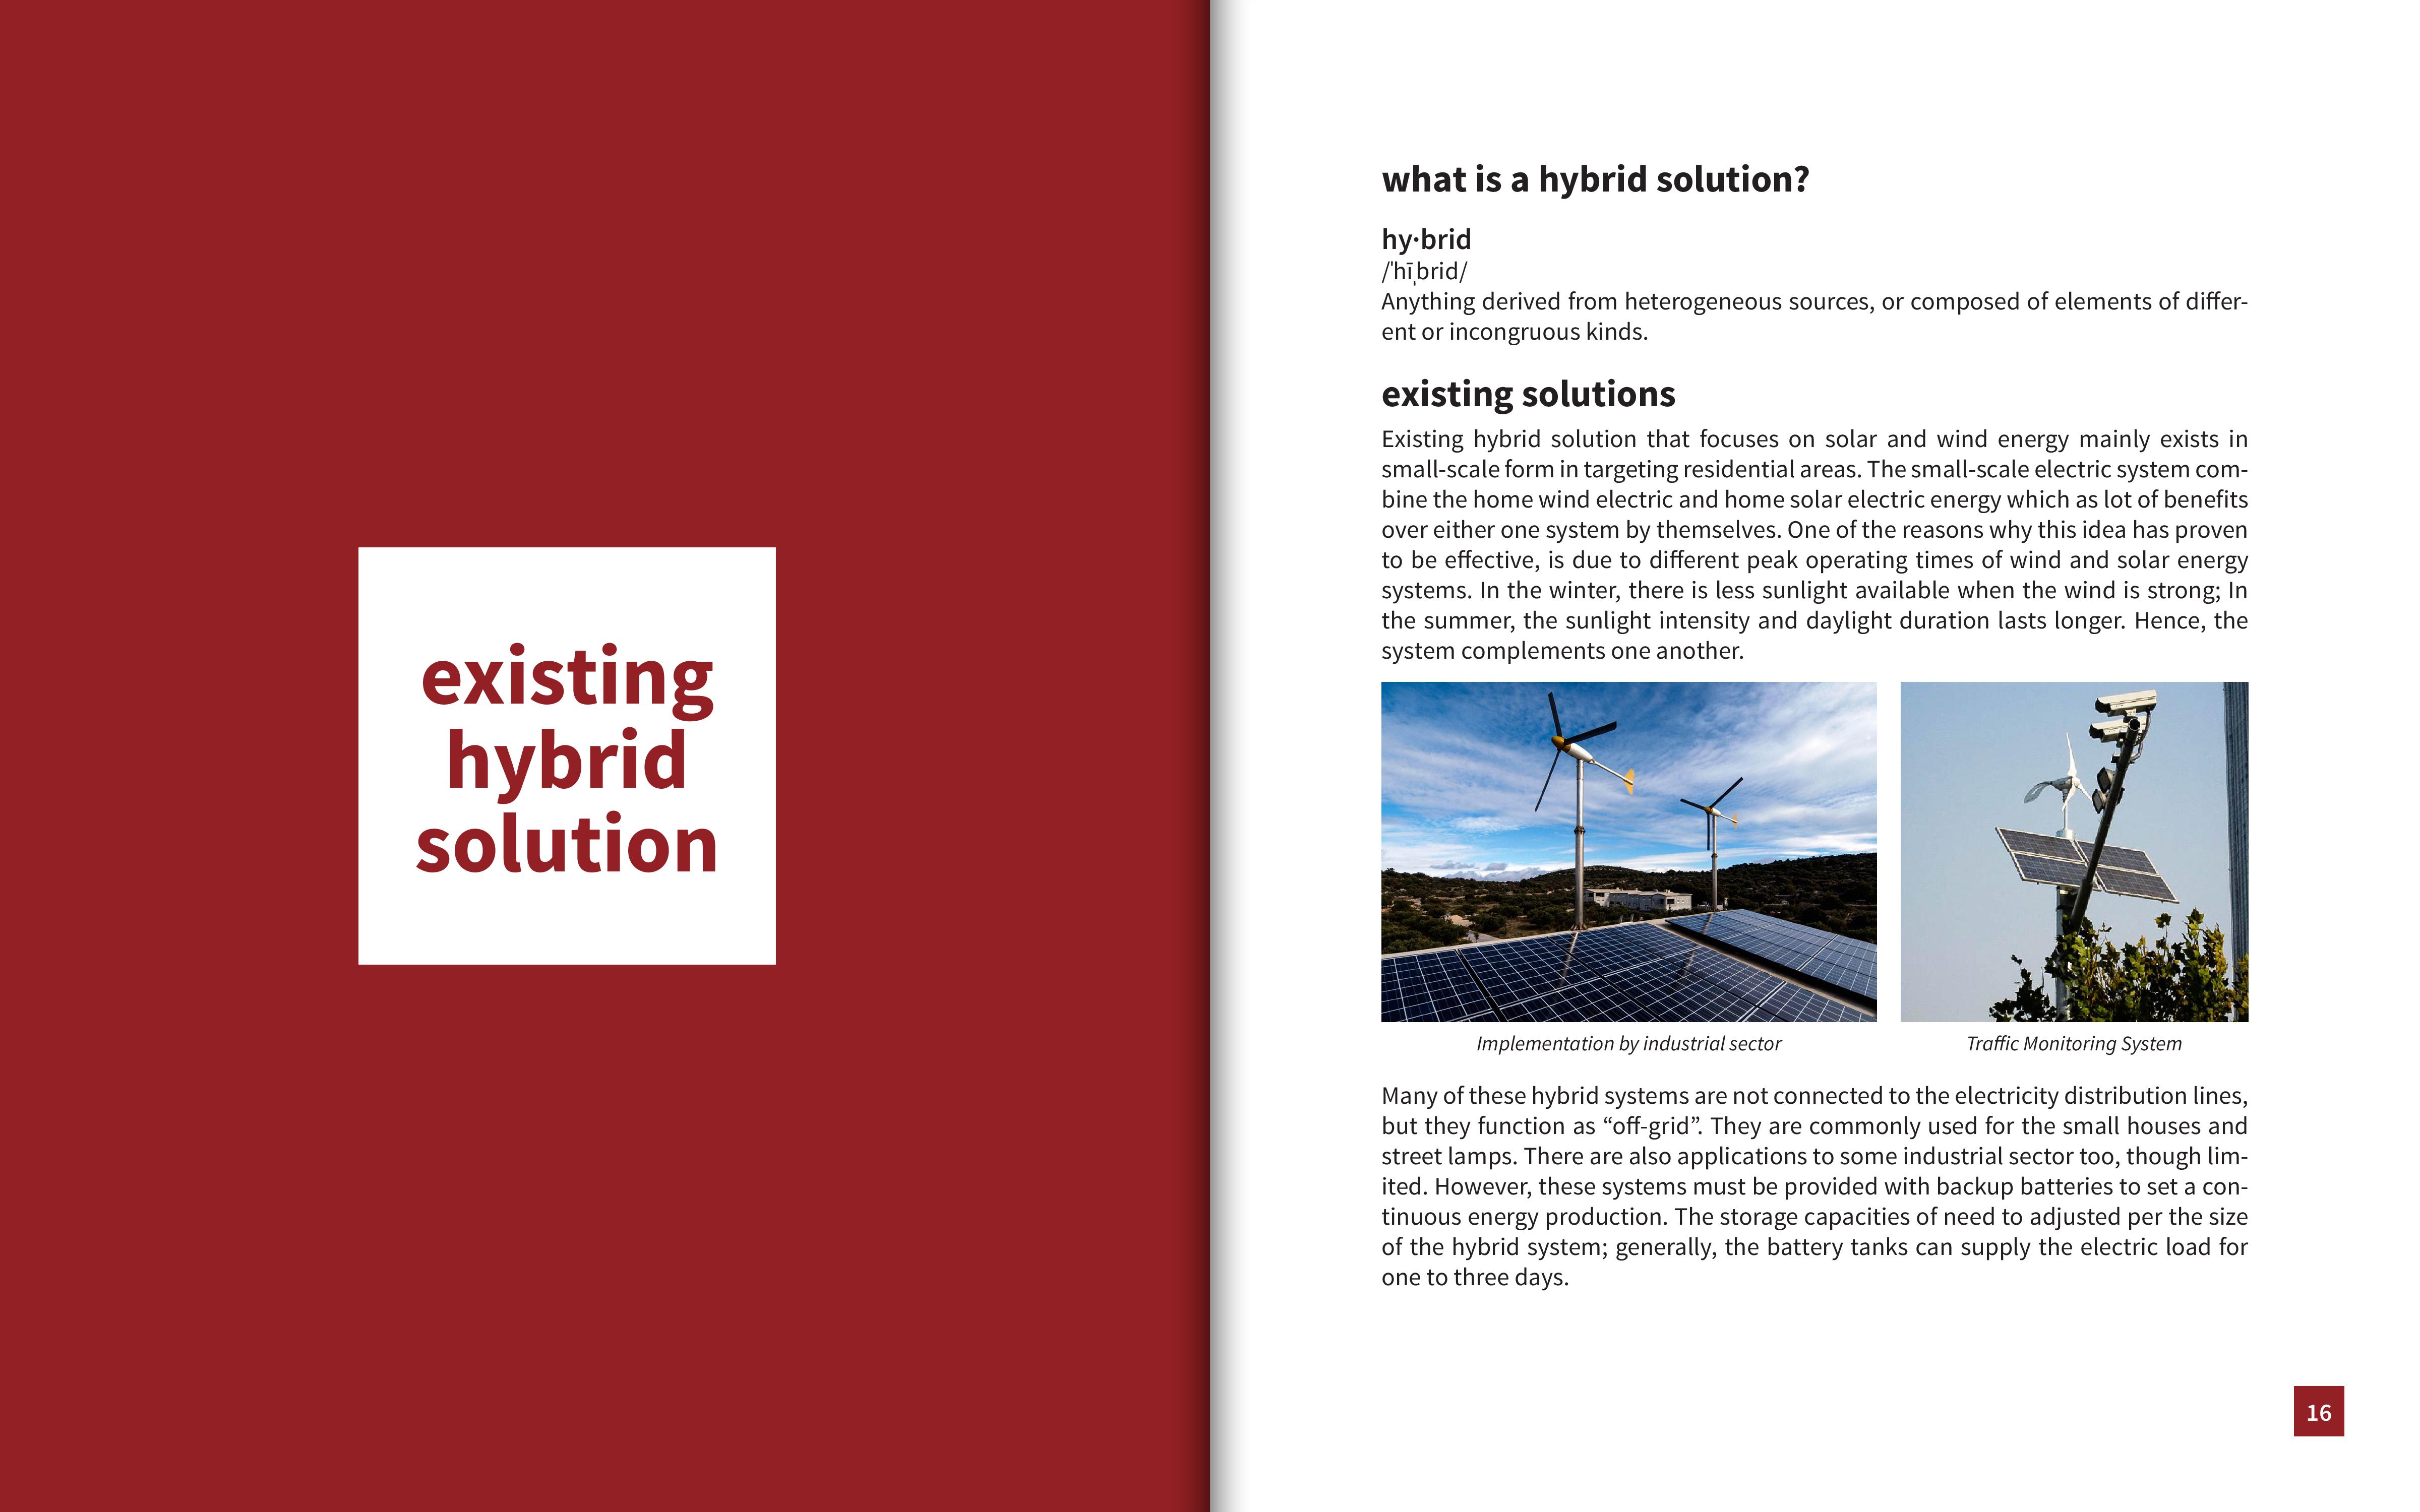 existing
hybrid
solution
what is a hybrid solution?
hy·brid
/ˈhīˌbrid/
Anything derived from heterogeneous sources, or composed of elements of differ-
ent or incongruous kinds.
existing solutions
Existing hybrid solution that focuses on solar and wind energy mainly exists in
small-scale form in targeting residential areas. The small-scale electric system com-
bine the home wind electric and home solar electric energy which as lot of benefits
over either one system by themselves. One of the reasons why this idea has proven
to be effective, is due to different peak operating times of wind and solar energy
systems. In the winter, there is less sunlight available when the wind is strong; In
the summer, the sunlight intensity and daylight duration lasts longer. Hence, the
system complements one another.
Implementation by industrial sector
Traffic Monitoring System
Many of these hybrid systems are not connected to the electricity distribution lines,
but they function as “off-grid”. They are commonly used for the small houses and
street lamps. There are also applications to some industrial sector too, though lim-
ited. However, these systems must be provided with backup batteries to set a con-
tinuous energy production. The storage capacities of need to adjusted per the size
of the hybrid system; generally, the battery tanks can supply the electric load for
one to three days.
16